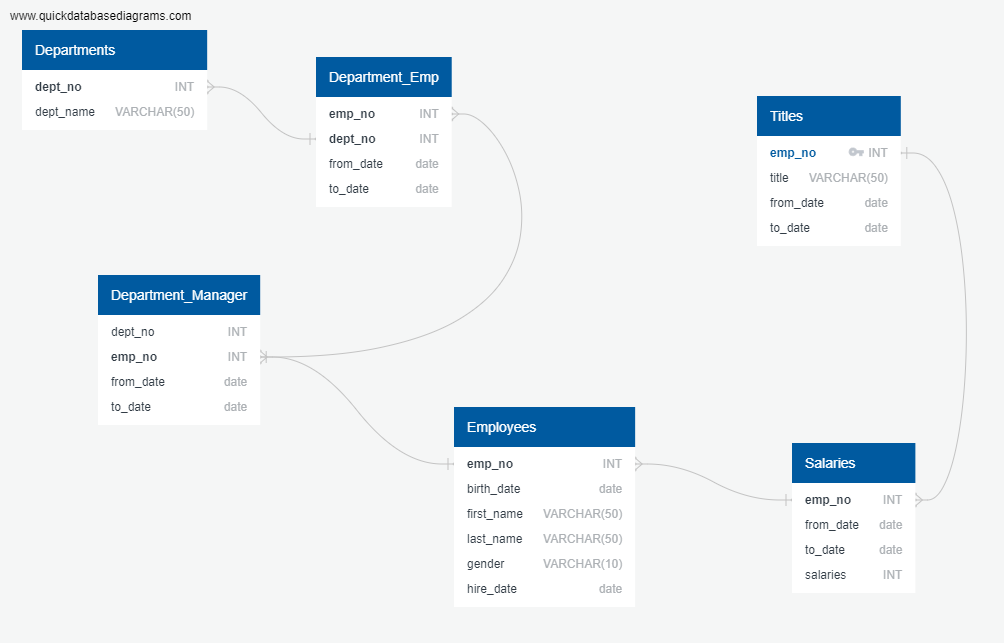 www.quickdatabasediagrams.com
Departments
dept_no INT
dept_name VARCHAR(50)
Department_Emp
emp_no INT
dept_no INT
from_date date
to_date date
Titles
emp_no INT
title VARCHAR(50)
from_date date
to_date date
Department_Manager
dept_no INT
emp_no INT
from_date date
to_date date
Employees
emp_no INT
birth_date date
first_name VARCHAR(50)
last_name VARCHAR(50)
gender VARCHAR(10)
hire_date date
Salaries
emp_no INT
from_date date
to_date date
salaries INT